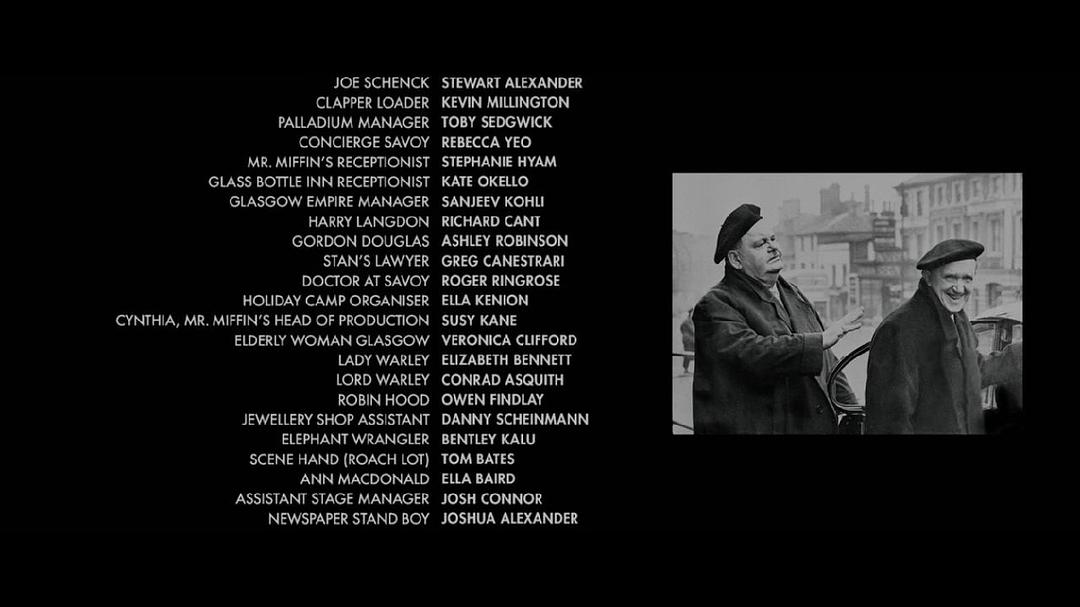 JOE SCHENCK STEWART ALEXANDER
CLAPPER LOADER KEVIN MILLINGTON
PALLADIUM MANAGER TOBY SEDGWICK
CONCIERGE SAVOY REBECCA YEO
MR. MIFFIN'S RECEPTIONIST STEPHANIE HYAM
GLASS BOTTLE INN RECEPTIONIST KATE OKELLO
GLASGOW EMPIRE MANAGER SANJEEV KOHLI
HARRY LANGDON RICHARD CANT
GORDON DOUGLAS ASHLEY ROBINSON
STAN'S LAWYER GREG CANESTRARI
DOCTOR AT SAVOY ROGER RINGROSE
HOLIDAY CAMP ORGANISER ELLA KENION
CYNTHIA, MR. MIFFIN'S HEAD OF PRODUCTION SUSY KANE
ELDERLY WOMAN GLASGOW VERONICA CLIFFORD
LADY WARLEY ELIZABETH BENNETT
LORD WARLEY CONRAD ASQUITH
ROBIN HOOD OWEN FINDLAY
JEWELLERY SHOP ASSISTANT DANNY SCHEINMANN
ELEPHANT WRANGLER BENTLEY KALU
SCENE HAND (ROACH LOT) TOM BATES
ANN MACDONALD ELLA BAIRD
ASSISTANT STAGE MANAGER JOSH CONNOR
NEWSPAPER STAND BOY JOSHUA ALEXANDER